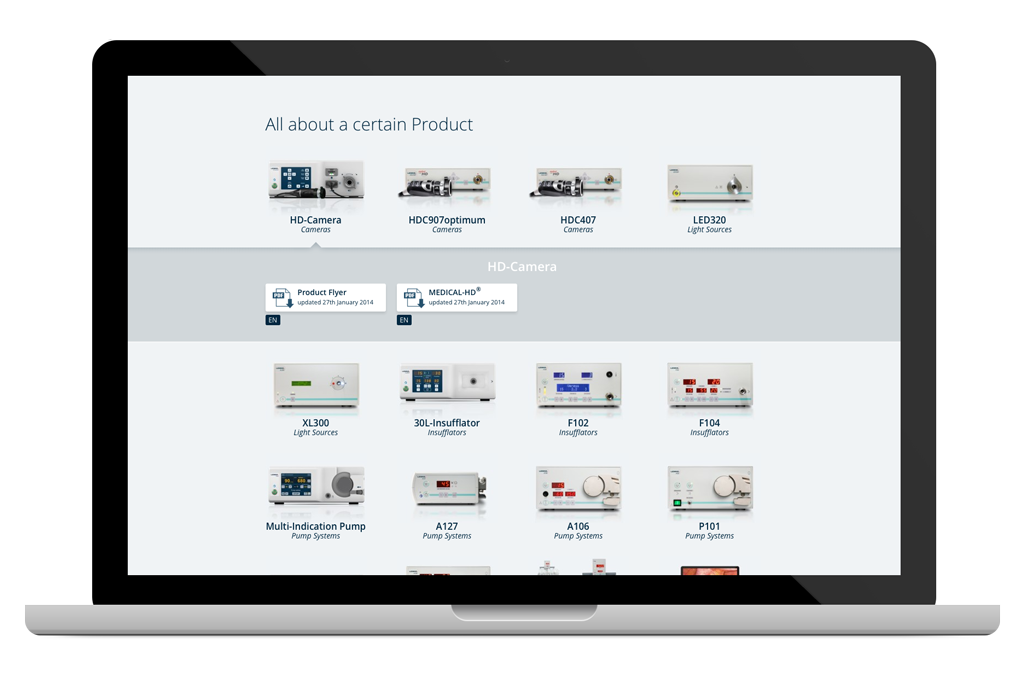 All about a certain Product
HD-Camera
Cameras
HDC907optimum
Cameras
HDC407
Cameras
LED320
Light Sources
HD-Camera
PDF
Product Flyer
updated 27th January 2014
EN
PDF
MEDICAL-HD®
updated 27th January 2014
EN
XL300
Light Sources
30L-Insufflator
Insufflators
F102
Insufflators
F104
Insufflators
Multi-Indication Pump
Pump Systems
A127
Pump Systems
A106
Pump Systems
P101
Pump Systems